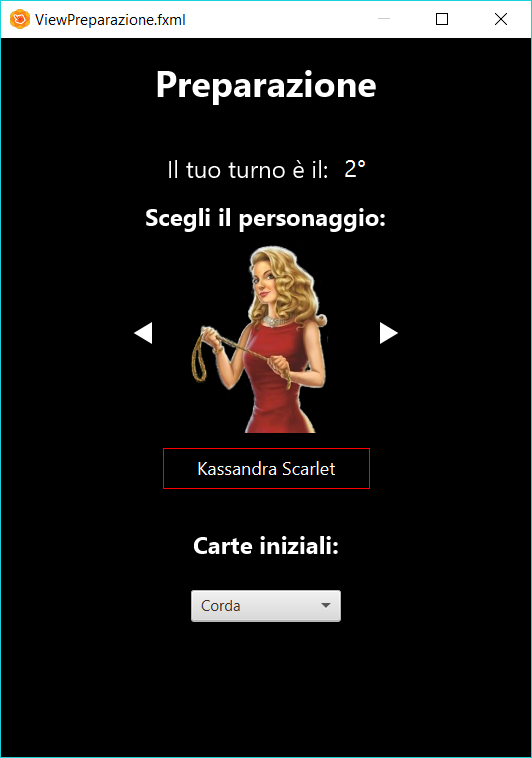 ViewPreparazione.fxml
Preparazione
Il tuo turno è il: 2°
Scegli il personaggio:
Kassandra Scarlet
Carte iniziali:
Corda